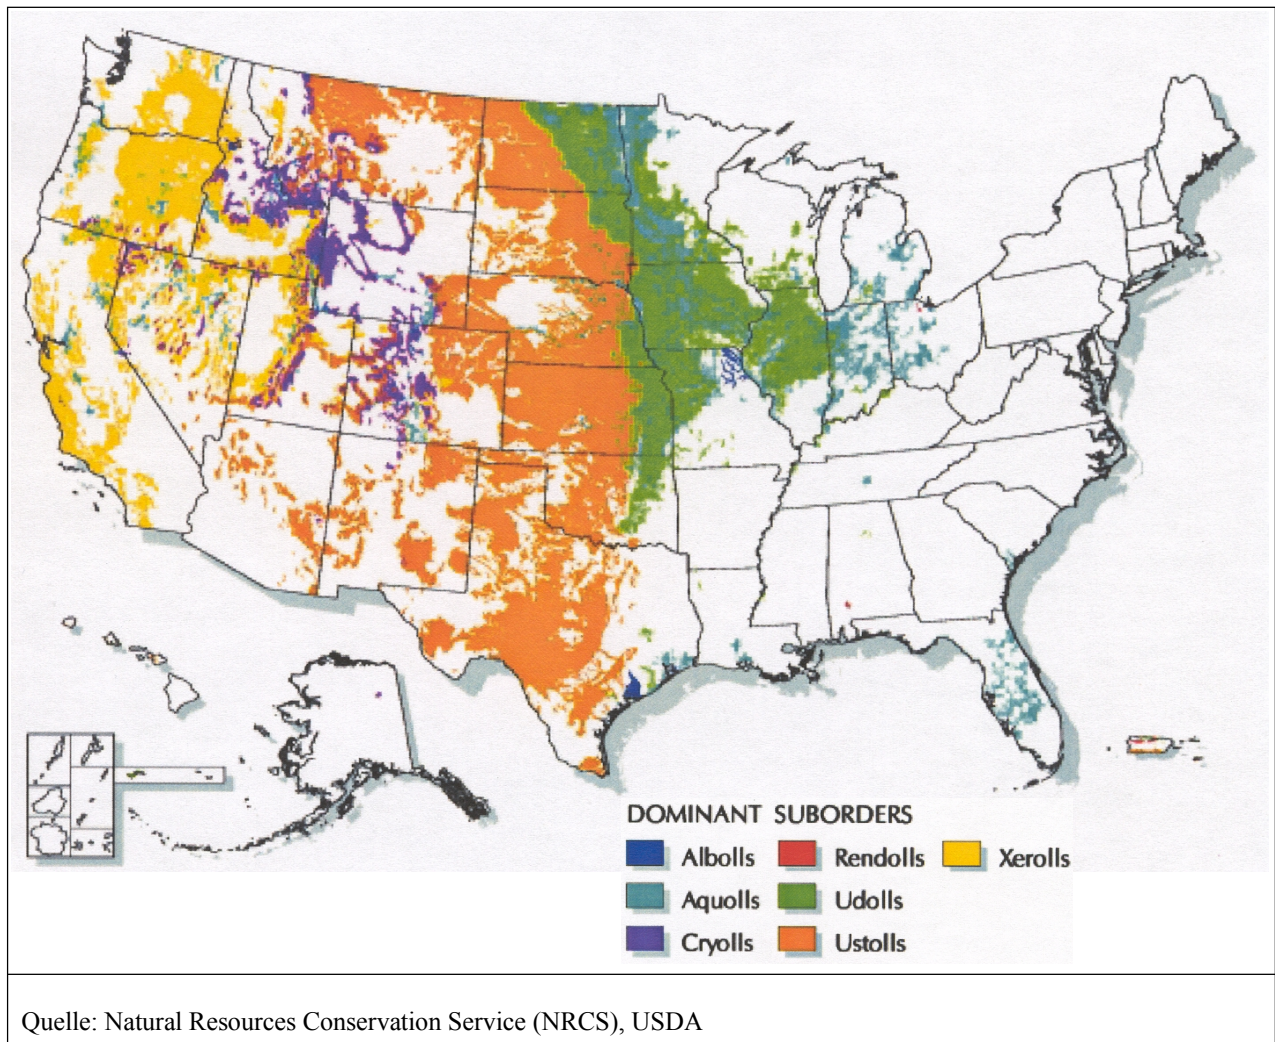 DOMINANT SUBORDERS
Albolls Rendolls Xerolls
Aquolls Udolls
Cryolls Ustolls
Quelle: Natural Resources Conservation Service (NRCS), USDA